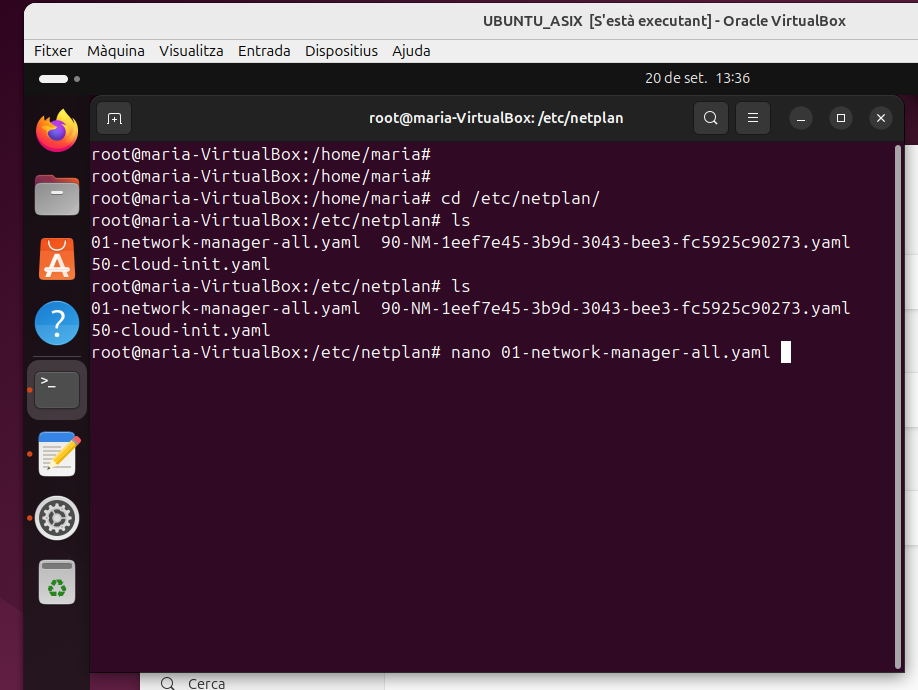 UBUNTU_ASIX [S'està executant] - Oracle VirtualBox
Fitxer Màquina Visualitza Entrada Dispositius Ajuda
20 de set. 13:36
root@maria-VirtualBox: /etc/netplan
root@maria-VirtualBox:/home/maria#
root@maria-VirtualBox:/home/maria#
root@maria-VirtualBox:/home/maria# cd /etc/netplan/
root@maria-VirtualBox:/etc/netplan# ls
01-network-manager-all.yaml  90-NM-1eef7e45-3b9d-3043-bee3-fc5925c90273.yaml
50-cloud-init.yaml
root@maria-VirtualBox:/etc/netplan# ls
01-network-manager-all.yaml  90-NM-1eef7e45-3b9d-3043-bee3-fc5925c90273.yaml
50-cloud-init.yaml
root@maria-VirtualBox:/etc/netplan# nano 01-network-manager-all.yaml
Cerca